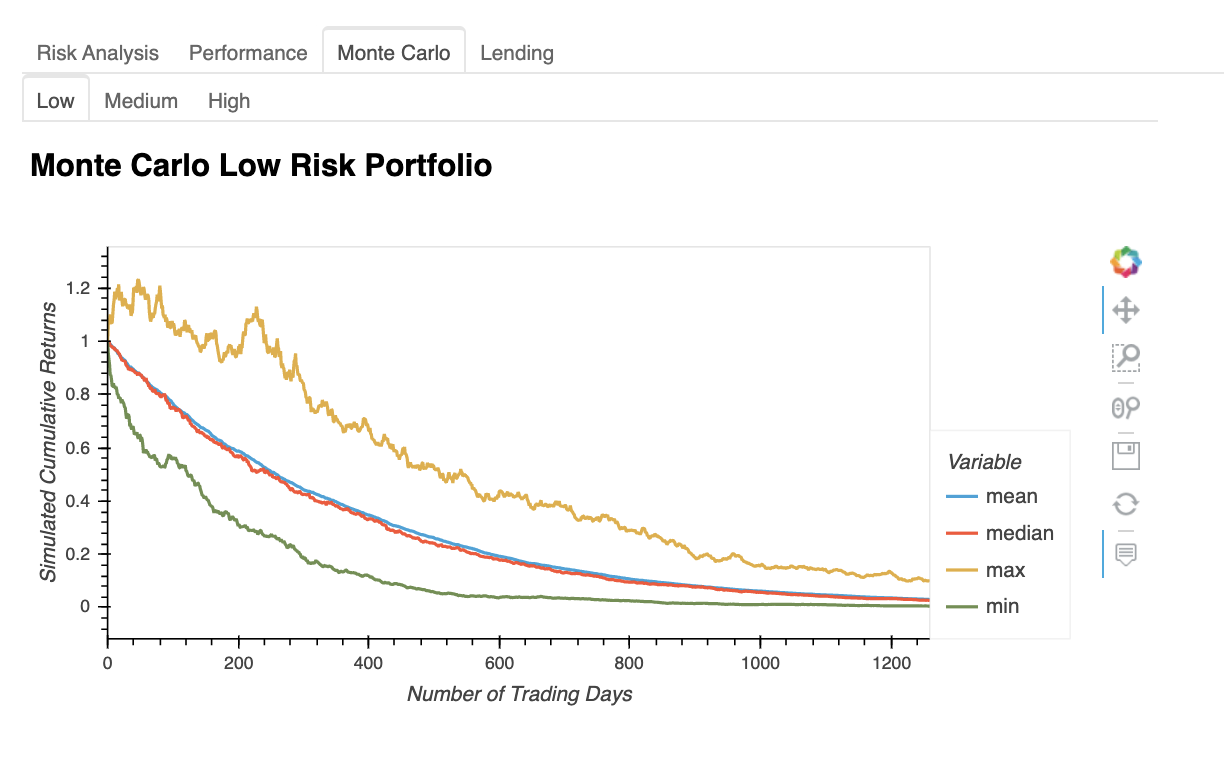 Risk Analysis Performance Monte Carlo Lending
Low Medium High
Monte Carlo Low Risk Portfolio
Simulated Cumulative Returns
1.2
1
0.8
0.6
0.4
0.2
0
0 200 400 600 800 1000 1200
Number of Trading Days
Variable
mean
median
max
min